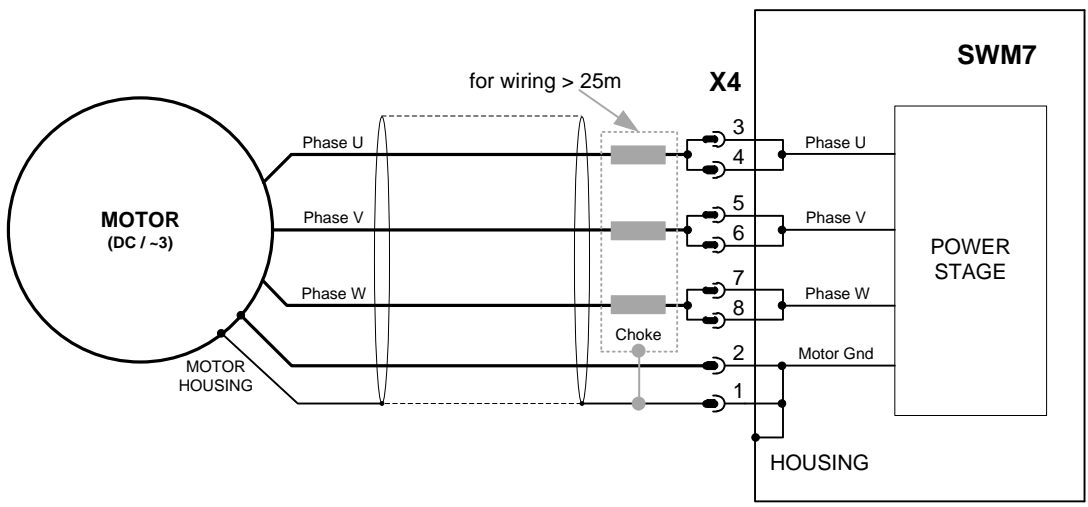 SWM7
for wiring > 25m
X4
3
Phase U
Phase U
4
5
MOTOR
(DC / ~3)
Phase V
Phase V
6
POWER
STAGE
7
Phase W
Phase W
8
Choke
2
Motor Gnd
MOTOR
HOUSING
1
HOUSING